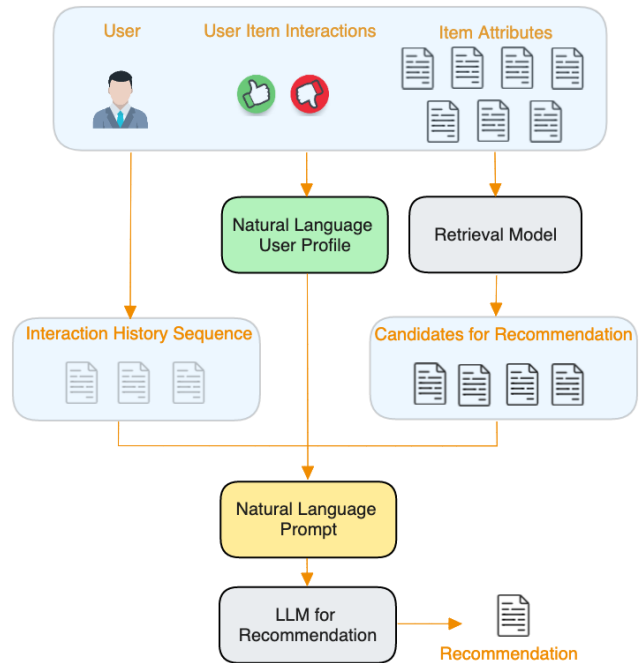 User
User Item Interactions
Item Attributes
Natural Language
User Profile
Retrieval Model
Interaction History Sequence
Candidates for Recommendation
Natural Language
Prompt
LLM for
Recommendation
Recommendation